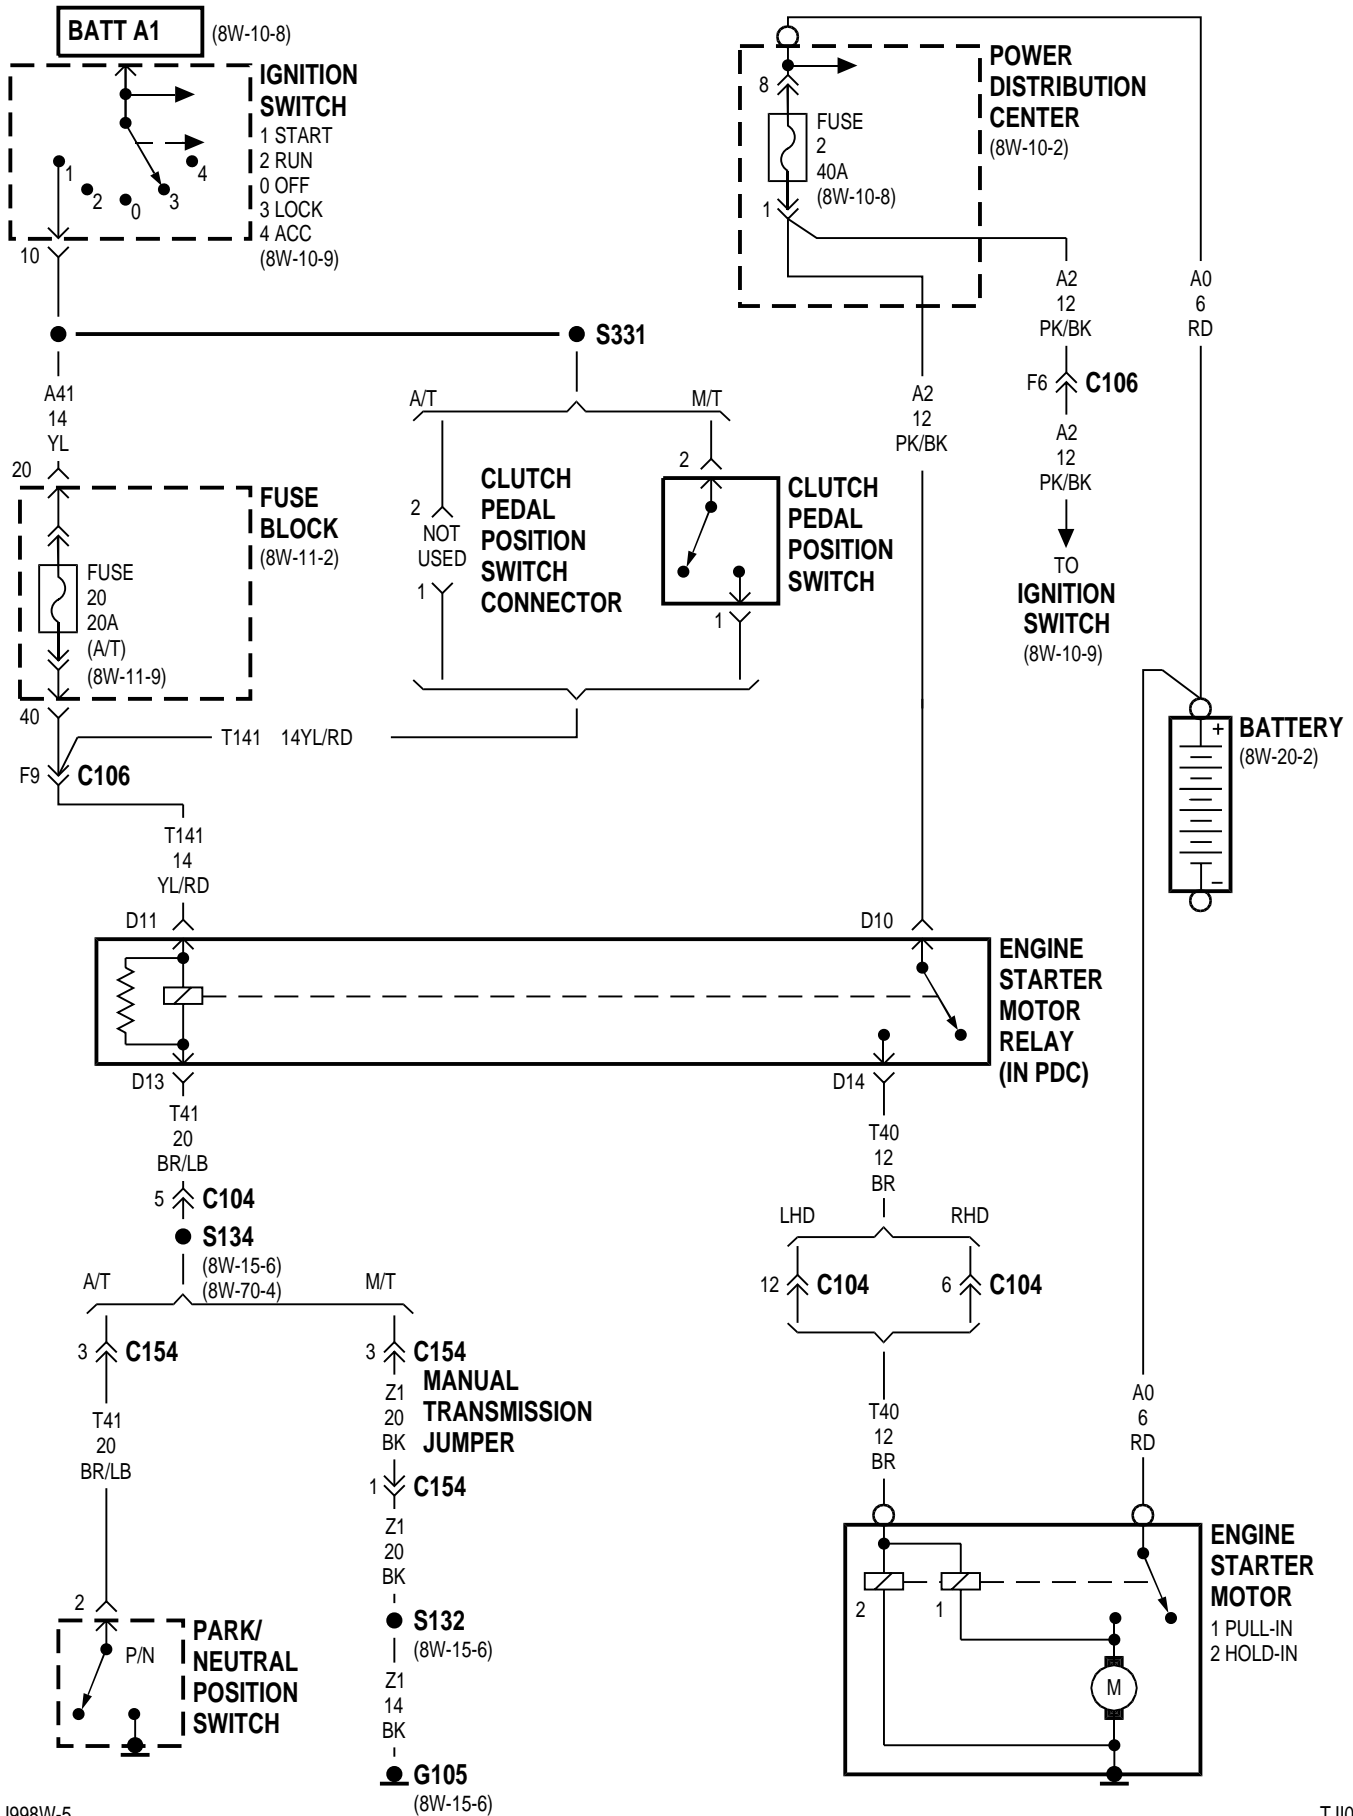 BATT A1
(8W-10-8)
IGNITION
SWITCH
1 START
2 RUN
0 OFF
3 LOCK
4 ACC
(8W-10-9)
1
2
0
3
4
10
POWER
DISTRIBUTION
CENTER
(8W-10-2)
8
FUSE
2
40A
(8W-10-8)
1
A2
12
PK/BK
A0
6
RD
F6
C106
A2
12
PK/BK
TO
IGNITION
SWITCH
(8W-10-9)
S331
A41
14
YL
20
FUSE
BLOCK
(8W-11-2)
FUSE
20
20A
(A/T)
(8W-11-9)
40
A/T
M/T
2
NOT
USED
1
CLUTCH
PEDAL
POSITION
SWITCH
CONNECTOR
2
CLUTCH
PEDAL
POSITION
SWITCH
1
A2
12
PK/BK
T141 14YL/RD
F9
C106
T141
14
YL/RD
BATTERY
(8W-20-2)
+
–
D11
D10
ENGINE
STARTER
MOTOR
RELAY
(IN PDC)
D13
D14
T41
20
BR/LB
5
C104
S134
(8W-15-6)
(8W-70-4)
A/T
M/T
3
C154
3
C154
T41
20
BR/LB
Z1
20
BK
MANUAL
TRANSMISSION
JUMPER
1
C154
Z1
20
BK
S132
(8W-15-6)
Z1
14
BK
G105
(8W-15-6)
2
P/N
PARK/
NEUTRAL
POSITION
SWITCH
T40
12
BR
LHD
RHD
12
C104
6
C104
T40
12
BR
A0
6
RD
2
1
M
ENGINE
STARTER
MOTOR
1 PULL-IN
2 HOLD-IN
J998W-5